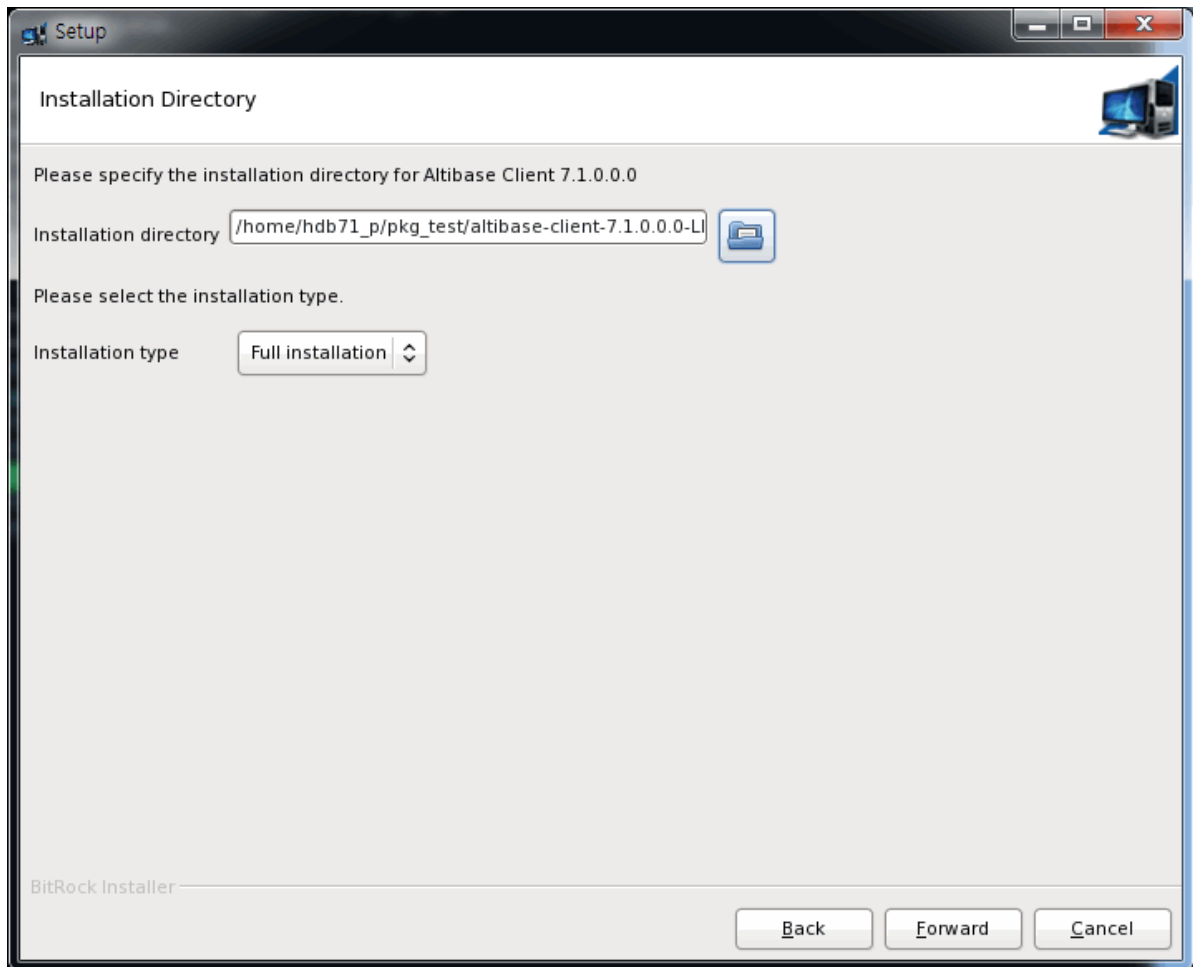 Setup
Installation Directory
Please specify the installation directory for Altibase Client 7.1.0.0.0
Installation directory /home/hdb71_p/pkg_test/altibase-client-7.1.0.0.0-LI
Please select the installation type.
Installation type Full installation
BitRock Installer
Back Forward Cancel